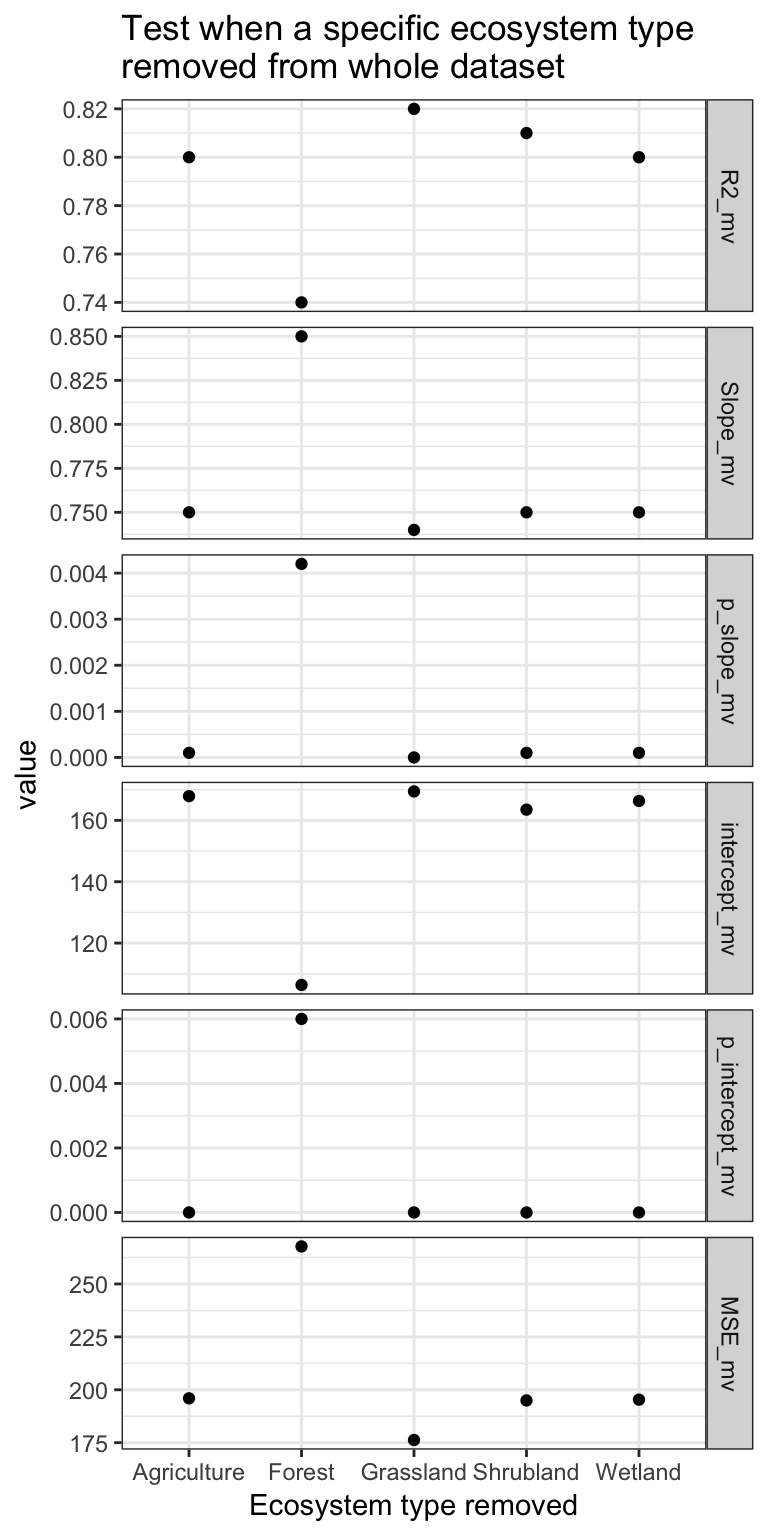 Test when a specific ecosystem type
removed from whole dataset
0.82
0.80
0.78
0.76
0.74
R2_mv
0.850
0.825
0.800
0.775
0.750
Slope_mv
0.004
0.003
0.002
0.001
0.000
p_slope_mv
value
160
140
120
intercept_mv
0.006
0.004
0.002
0.000
p_intercept_mv
250
225
200
175
MSE_mv
Agriculture Forest Grassland Shrubland Wetland
Ecosystem type removed